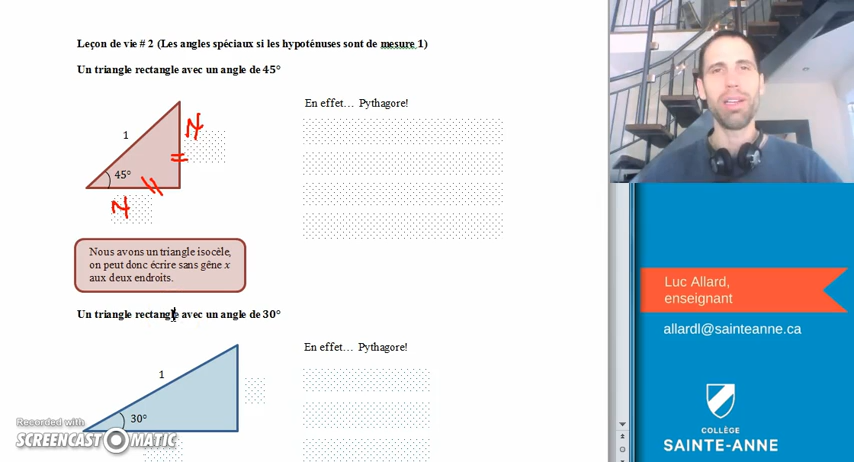 Leçon de vie # 2 (Les angles spéciaux si les hypoténuses sont de mesure 1)
Un triangle rectangle avec un angle de 45°
En effet… Pythagore!
1
x
45°
x
Nous avons un triangle isocèle,
on peut donc écrire sans gêne x
aux deux endroits.
Un triangle rectangle avec un angle de 30°
En effet… Pythagore!
1
30°
Recorded with
SCREENCAST MATIC
Luc Allard,
enseignant
allardl@sainteanne.ca
COLLÈGE
SAINTE-ANNE